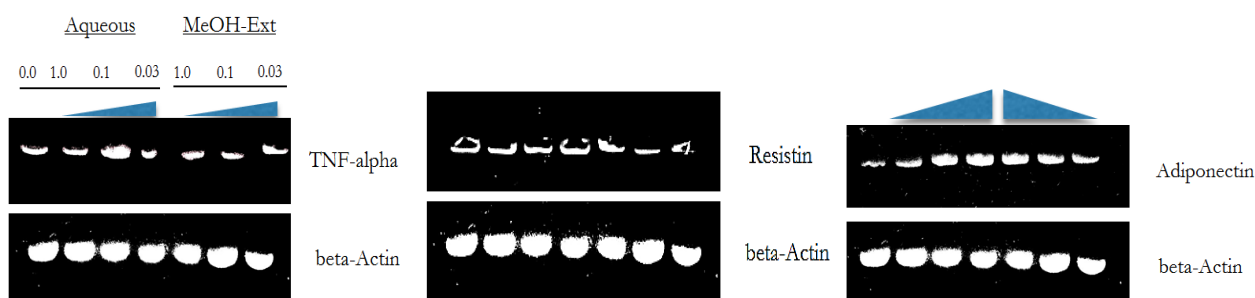 Aqueous MeOH-Ext
0.0 1.0 0.1 0.03 1.0 0.1 0.03
TNF-alpha
beta-Actin
Resistin
beta-Actin
Adiponectin
beta-Actin